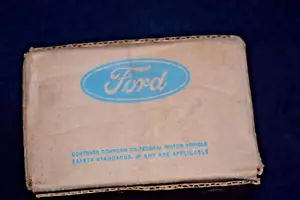 Ford
CONTENTS CONFORM TO FEDERAL MOTOR VEHICLE
SAFETY STANDARDS, IF ANY ARE APPLICABLE